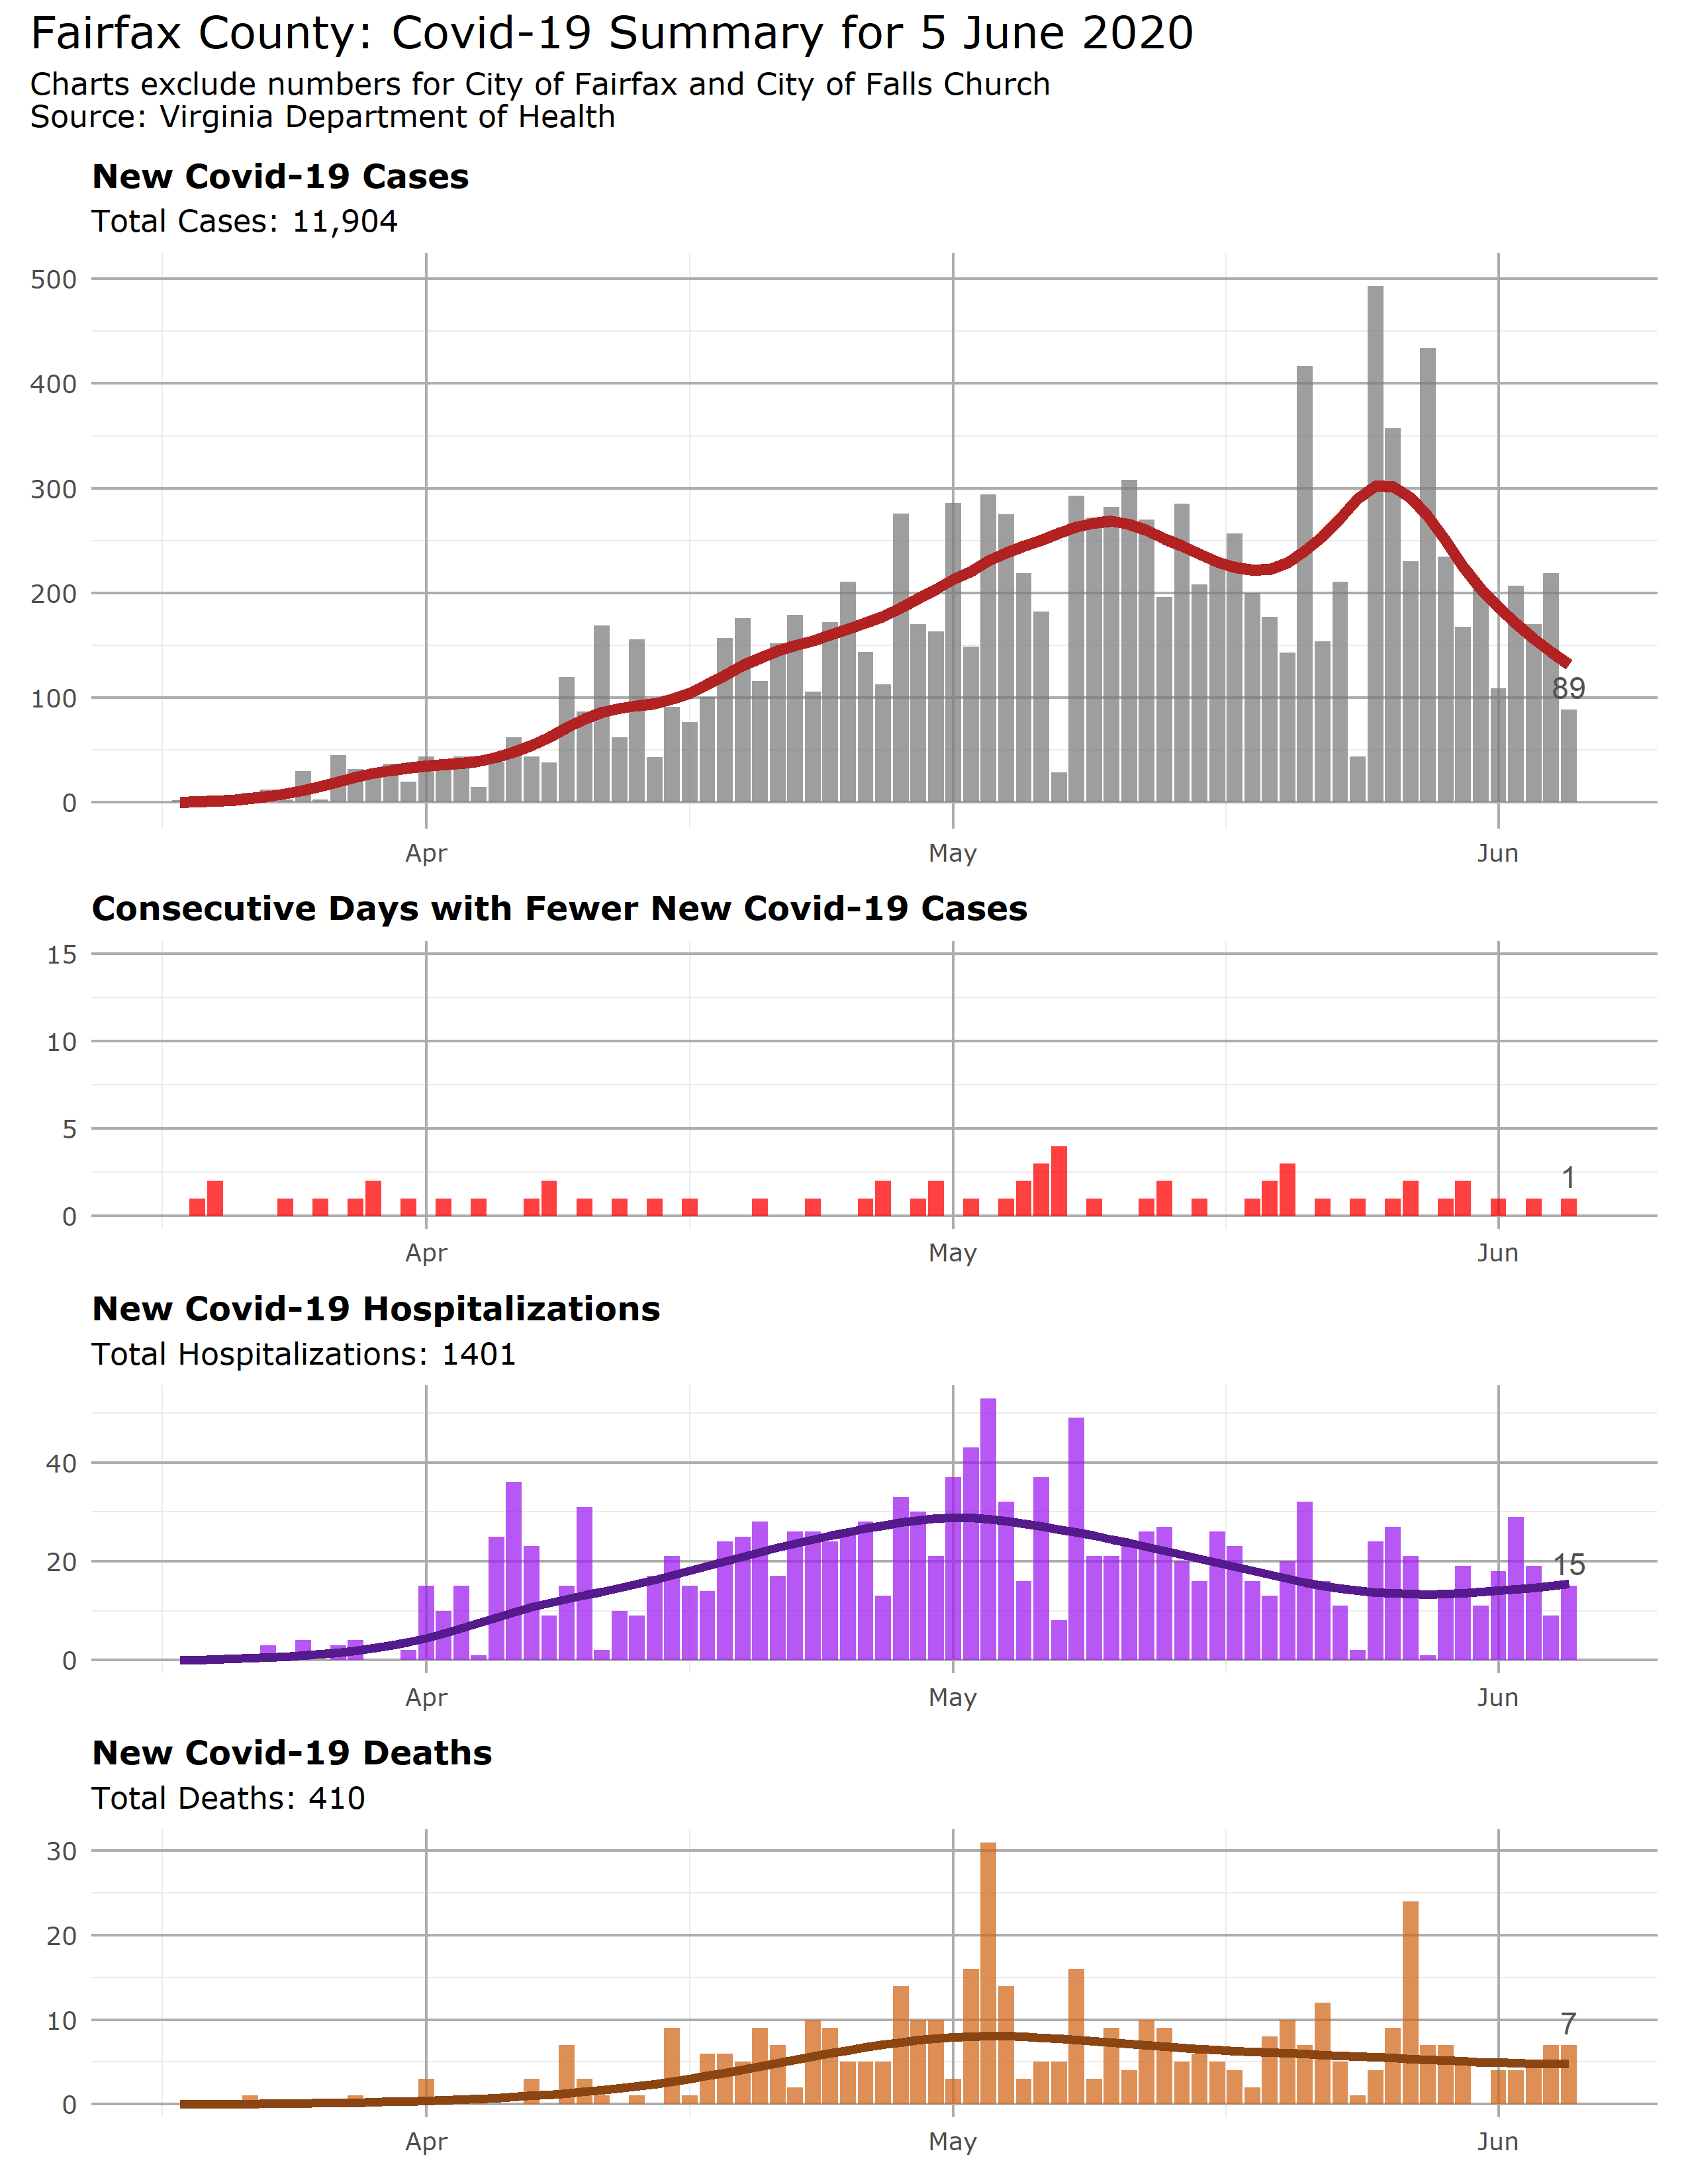 Fairfax County: Covid-19 Summary for 5 June 2020
Charts exclude numbers for City of Fairfax and City of Falls Church
Source: Virginia Department of Health
New Covid-19 Cases
Total Cases: 11,904
500
400
300
200
100
0
89
Apr May Jun
Consecutive Days with Fewer New Covid-19 Cases
15
10
5
0
1
Apr May Jun
New Covid-19 Hospitalizations
Total Hospitalizations: 1401
40
20
0
15
Apr May Jun
New Covid-19 Deaths
Total Deaths: 410
30
20
10
0
7
Apr May Jun